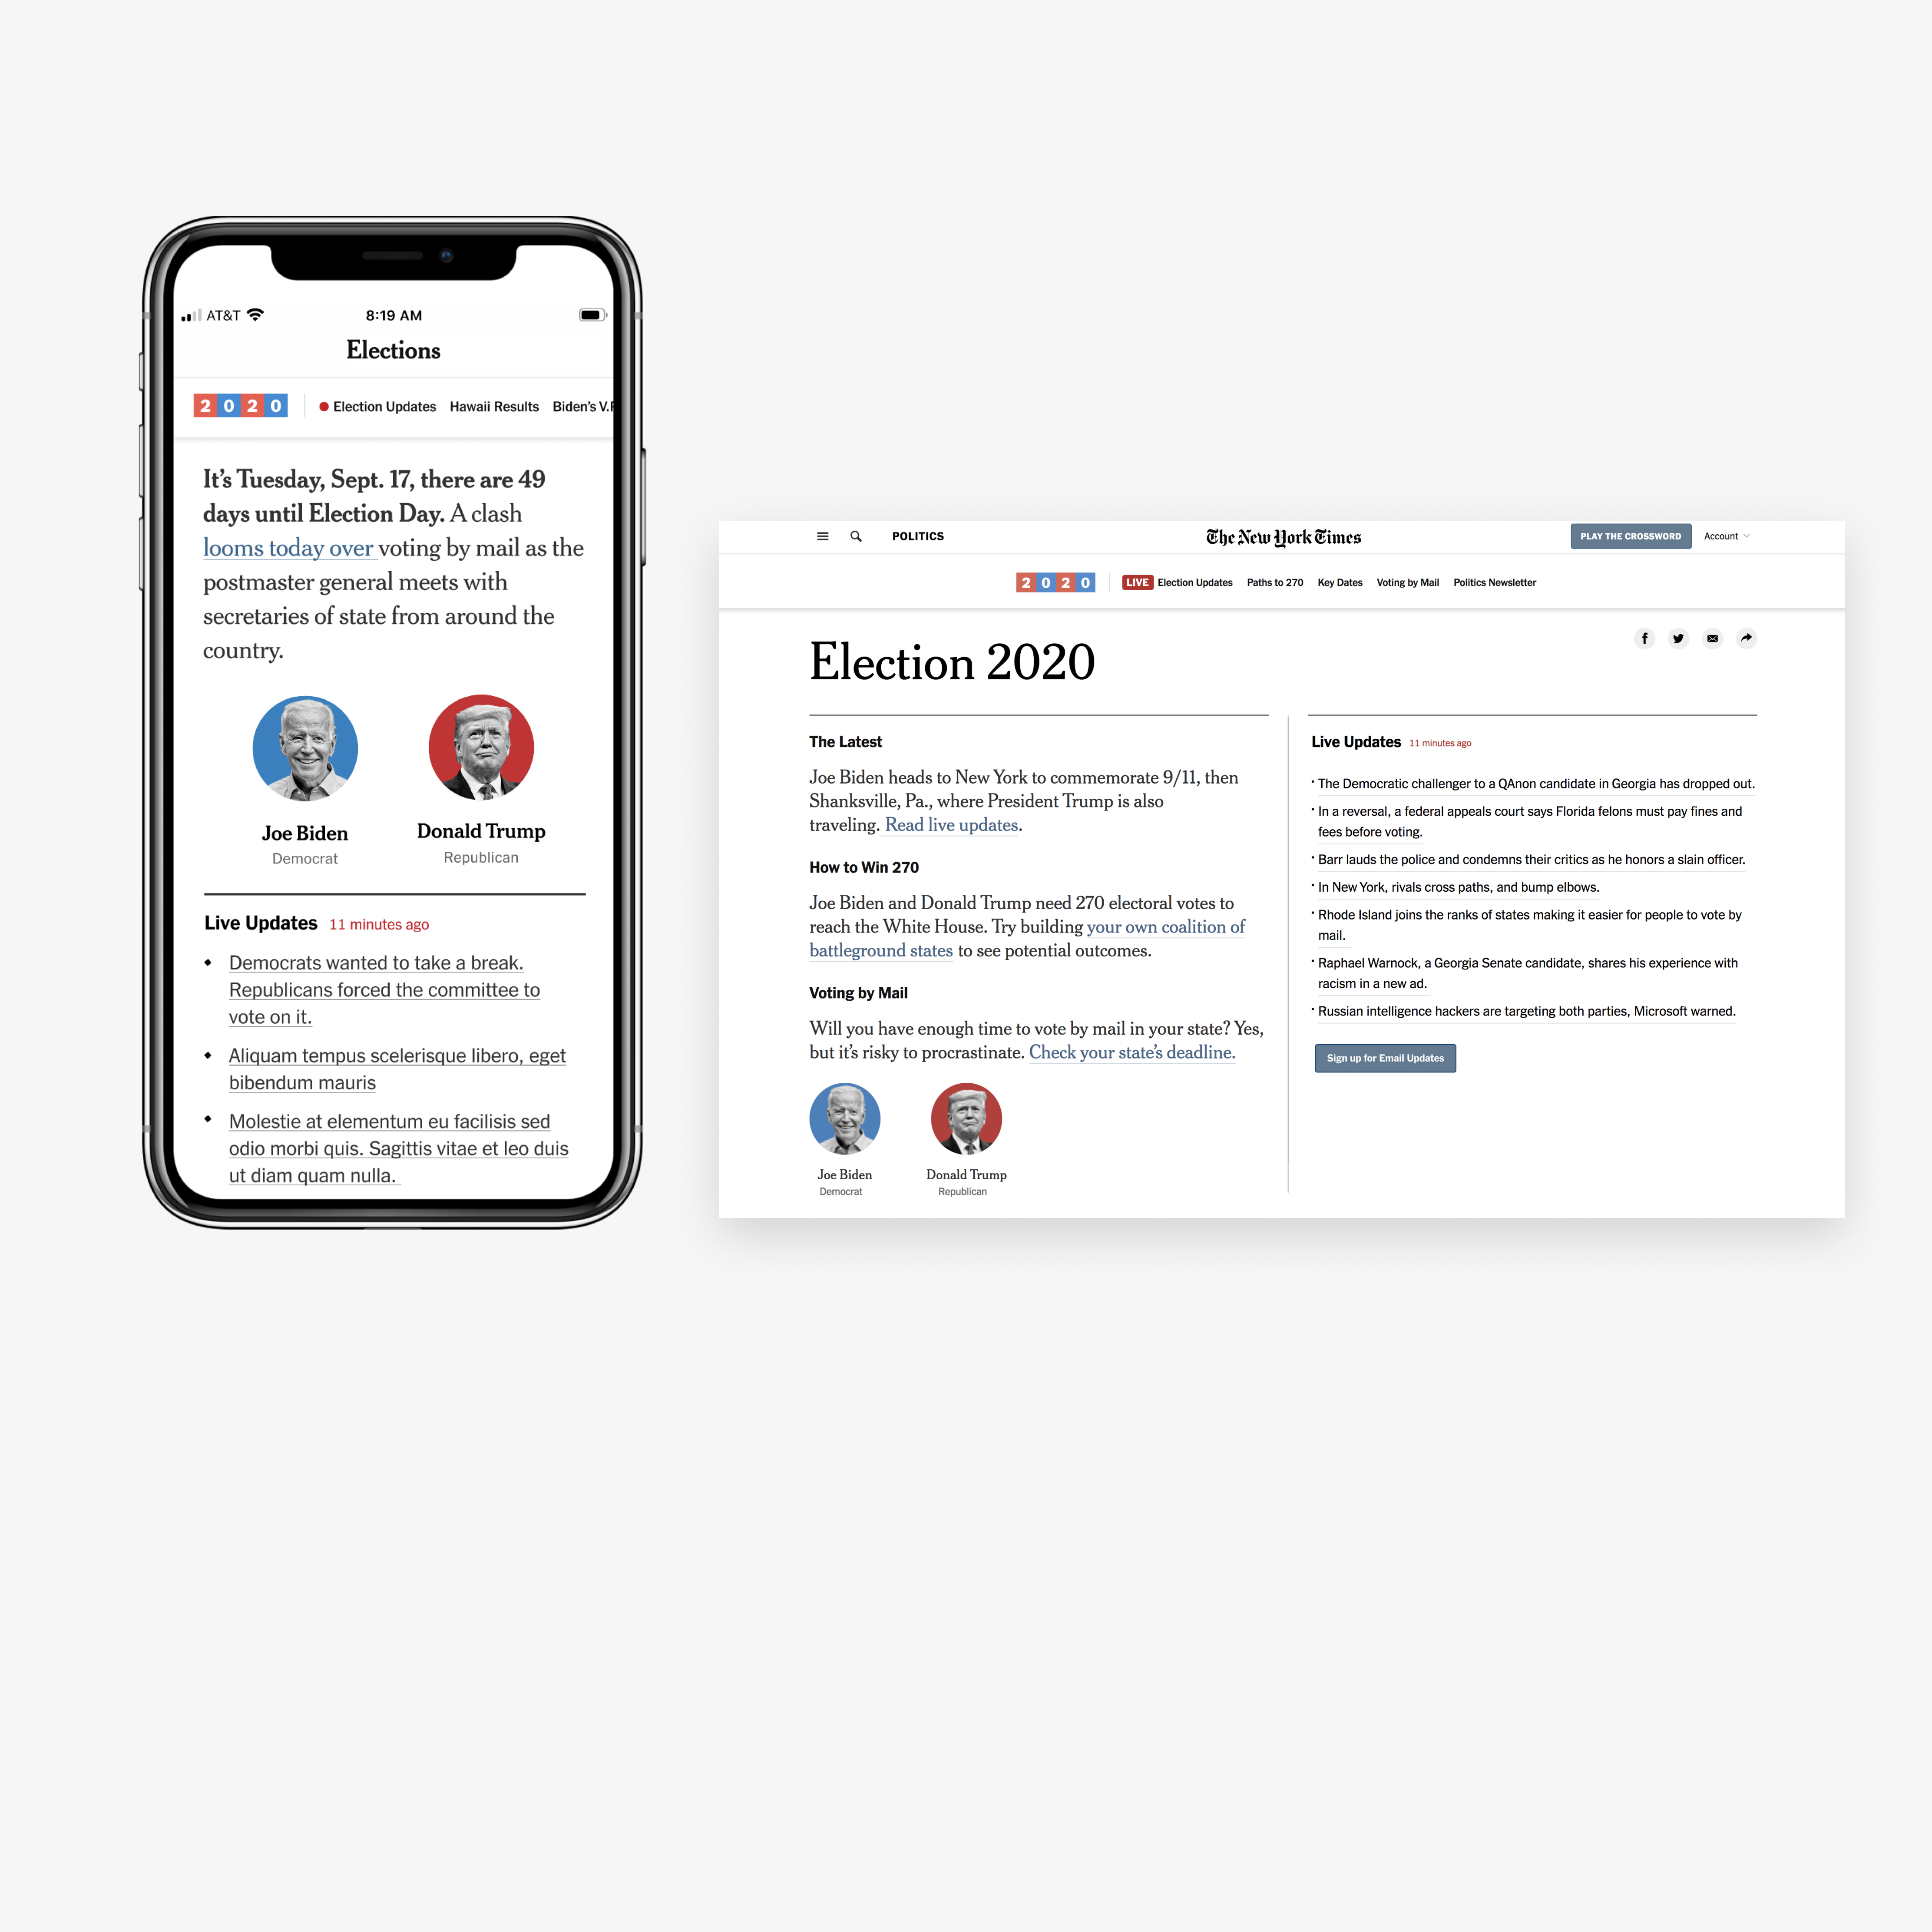 AT&T
8:19 AM
Elections
2020
Election Updates
Hawaii Results
Biden's V.
It's Tuesday, Sept. 17, there are 49
days until Election Day. A clash
looms today over voting by mail as the
postmaster general meets with
secretaries of state from around the
country.
Joe Biden
Democrat
Donald Trump
Republican
Live Updates 11 minutes ago
Democrats wanted to take a break.
Republicans forced the committee to
vote on it.
Aliquam tempus scelerisque libero, eget
bibendum mauris
Molestie at elementum eu facilisis sed
odio morbi quis. Sagittis vitae et leo duis
ut diam quam nulla.
POLITICS
The New York Times
PLAY THE CROSSWORD
Account
2020
LIVE Election Updates
Paths to 270
Key Dates
Voting by Mail
Politics Newsletter
Election 2020
The Latest
Joe Biden heads to New York to commemorate 9/11, then
Shanksville, Pa., where President Trump is also
traveling. Read live updates.
How to Win 270
Joe Biden and Donald Trump need 270 electoral votes to
reach the White House. Try building your own coalition of
battleground states to see potential outcomes.
Voting by Mail
Will you have enough time to vote by mail in your state? Yes,
but it's risky to procrastinate. Check your state's deadline.
Joe Biden
Democrat
Donald Trump
Republican
Live Updates 11 minutes ago
The Democratic challenger to a QAnon candidate in Georgia has dropped out.
In a reversal, a federal appeals court says Florida felons must pay fines and
fees before voting.
Barr lauds the police and condemns their critics as he honors a slain officer.
In New York, rivals cross paths, and bump elbows.
Rhode Island joins the ranks of states making it easier for people to vote by
mail.
Raphael Warnock, a Georgia Senate candidate, shares his experience with
racism in a new ad.
Russian intelligence hackers are targeting both parties, Microsoft warned.
Sign up for Email Updates